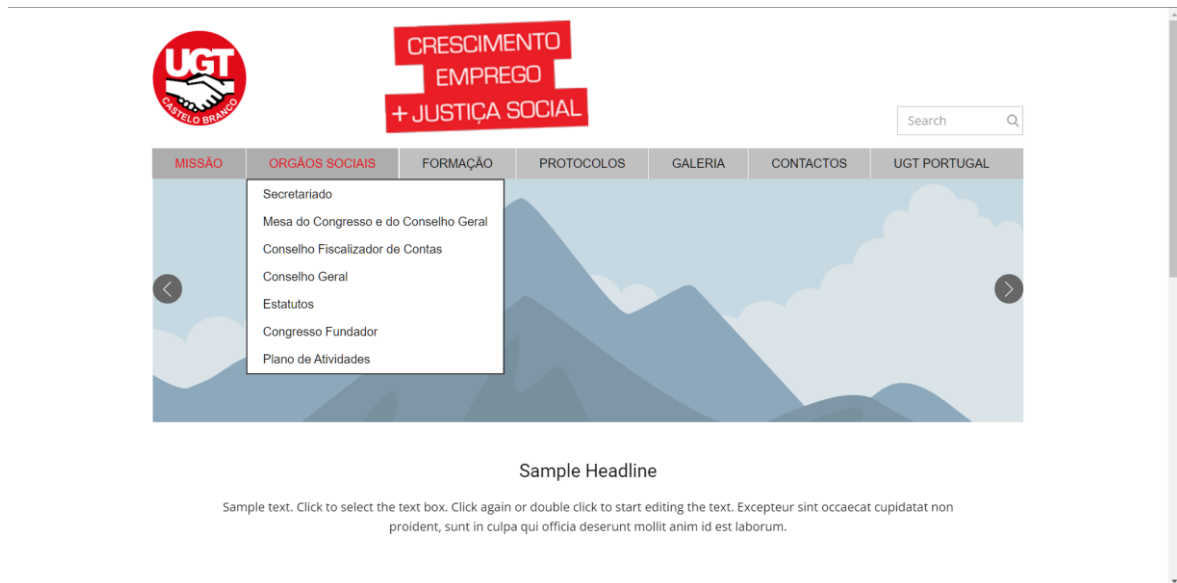 UGT
CASTELO BRANCO
CRESCIMENTO
EMPREGO
+ JUSTIÇA SOCIAL
Search
MISSÃO ORGÃOS SOCIAIS FORMAÇÃO PROTOCOLOS GALERIA CONTACTOS UGT PORTUGAL
Secretariado
Mesa do Congresso e do Conselho Geral
Conselho Fiscalizador de Contas
Conselho Geral
Estatutos
Congresso Fundador
Plano de Atividades
Sample Headline
Sample text. Click to select the text box. Click again or double click to start editing the text. Excepteur sint occaecat cupidatat non
proident, sunt in culpa qui officia deserunt mollit anim id est laborum.